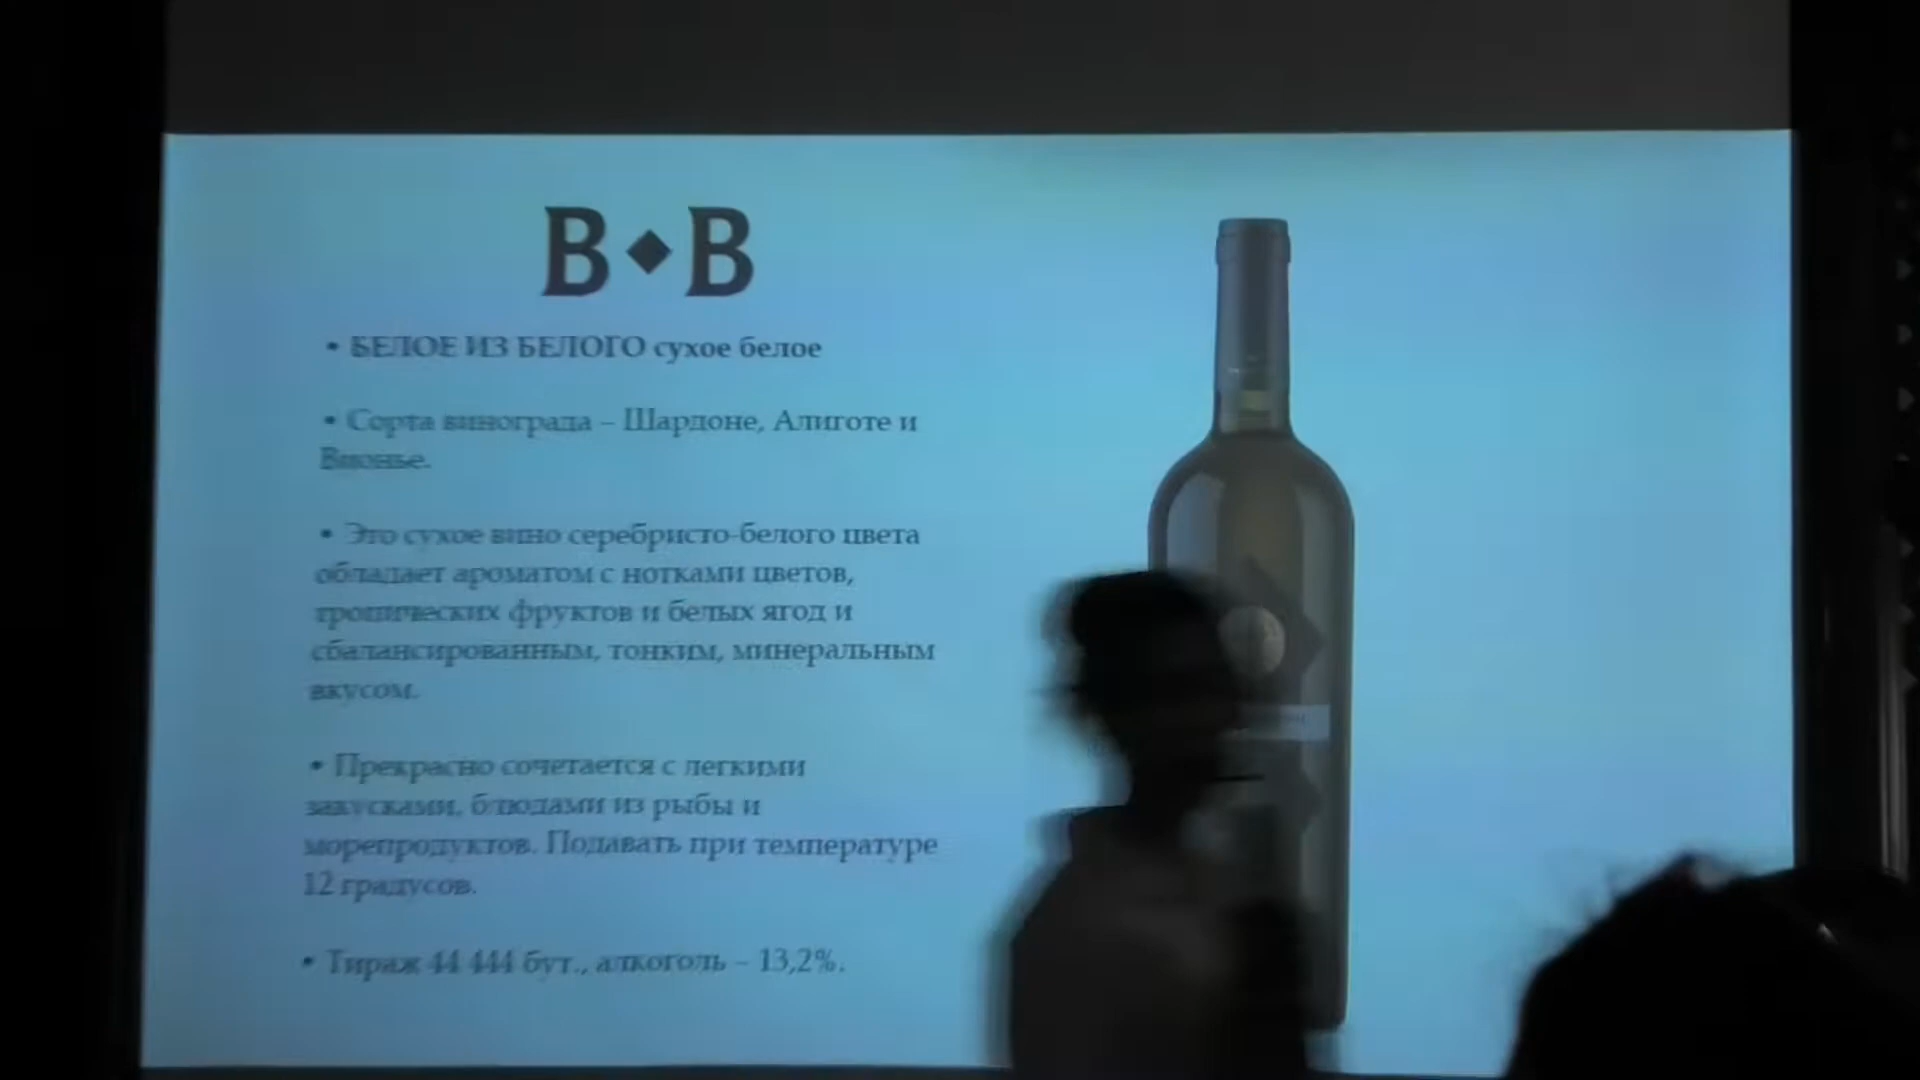 B◆B
• БЕЛОЕ ИЗ БЕЛОГО сухое белое
• Сорта винограда – Шардоне, Алиготе и
Вионье.
• Это сухое вино серебристо-белого цвета
обладает ароматом с нотками цветов,
тропических фруктов и белых ягод и
сбалансированным, тонким, минеральным
вкусом.
• Прекрасно сочетается с легкими
закусками, блюдами из рыбы и
морепродуктов. Подавать при температуре
12 градусов.
• Тираж 44 444 бут., алкоголь – 13,2%.